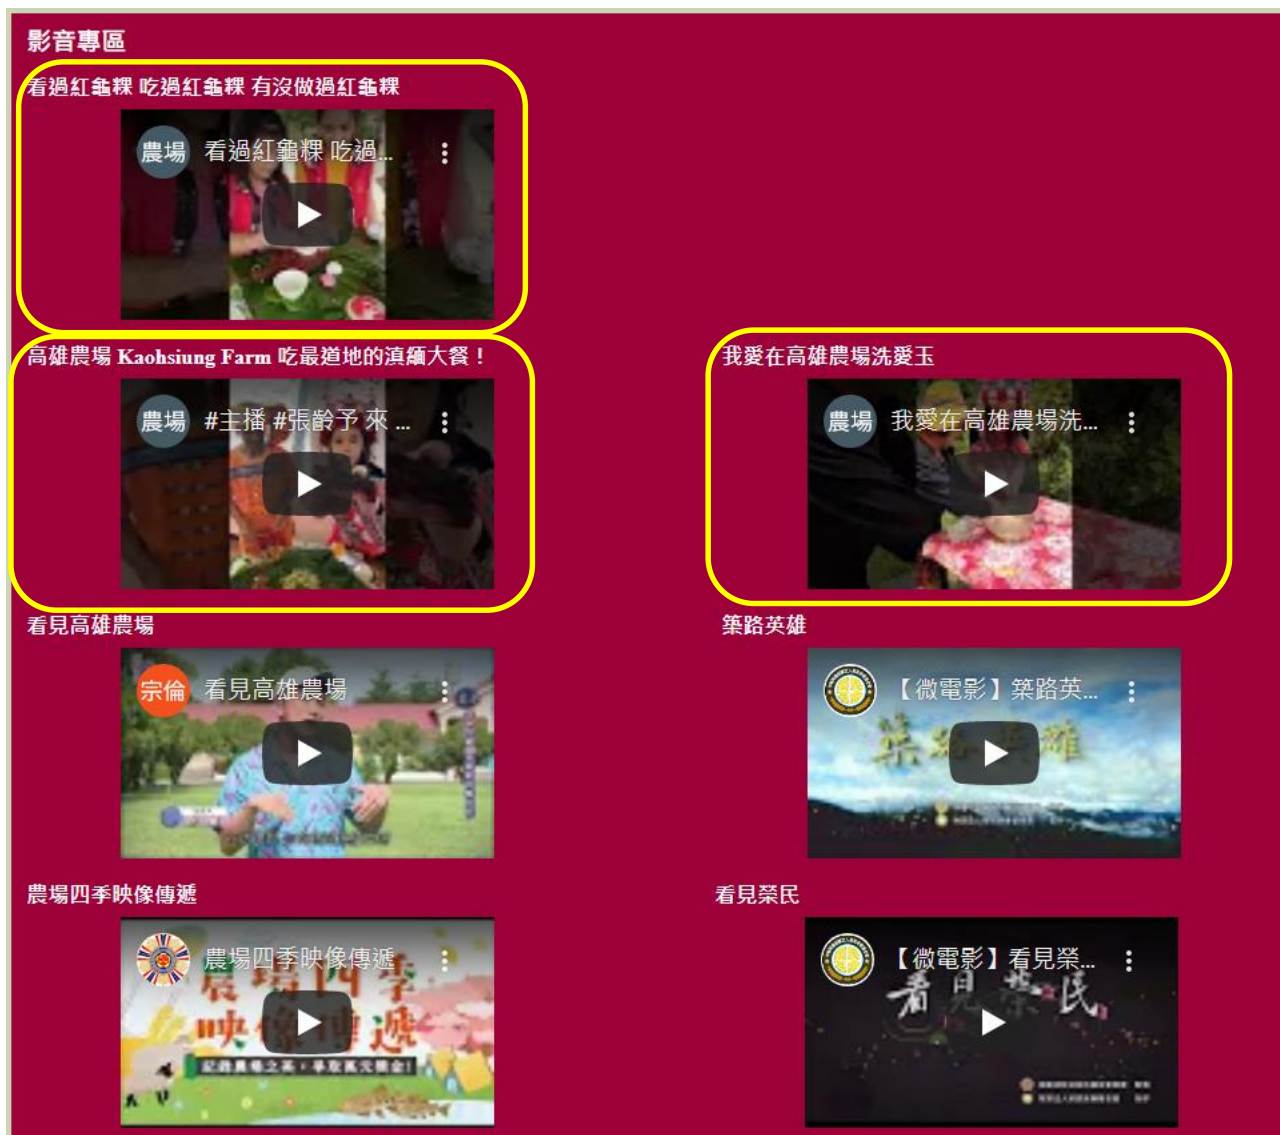 影音專區
看過紅龜粿 吃過紅龜粿 有沒做過紅龜粿
農場 看過紅龜粿 吃過...
高雄農場 Kaohsiung Farm 吃最道地的滇緬大餐！
我愛在高雄農場洗愛玉
農場 #主播 #張齡予 來 ...
農場 我愛在高雄農場洗...
看見高雄農場
築路英雄
宗倫 看見高雄農場
【微電影】築路英...
築路英雄
農場四季映像傳遞
看見榮民
農場四季映像傳遞
農場四季
映像傳遞
【微電影】看見榮...
看見榮民